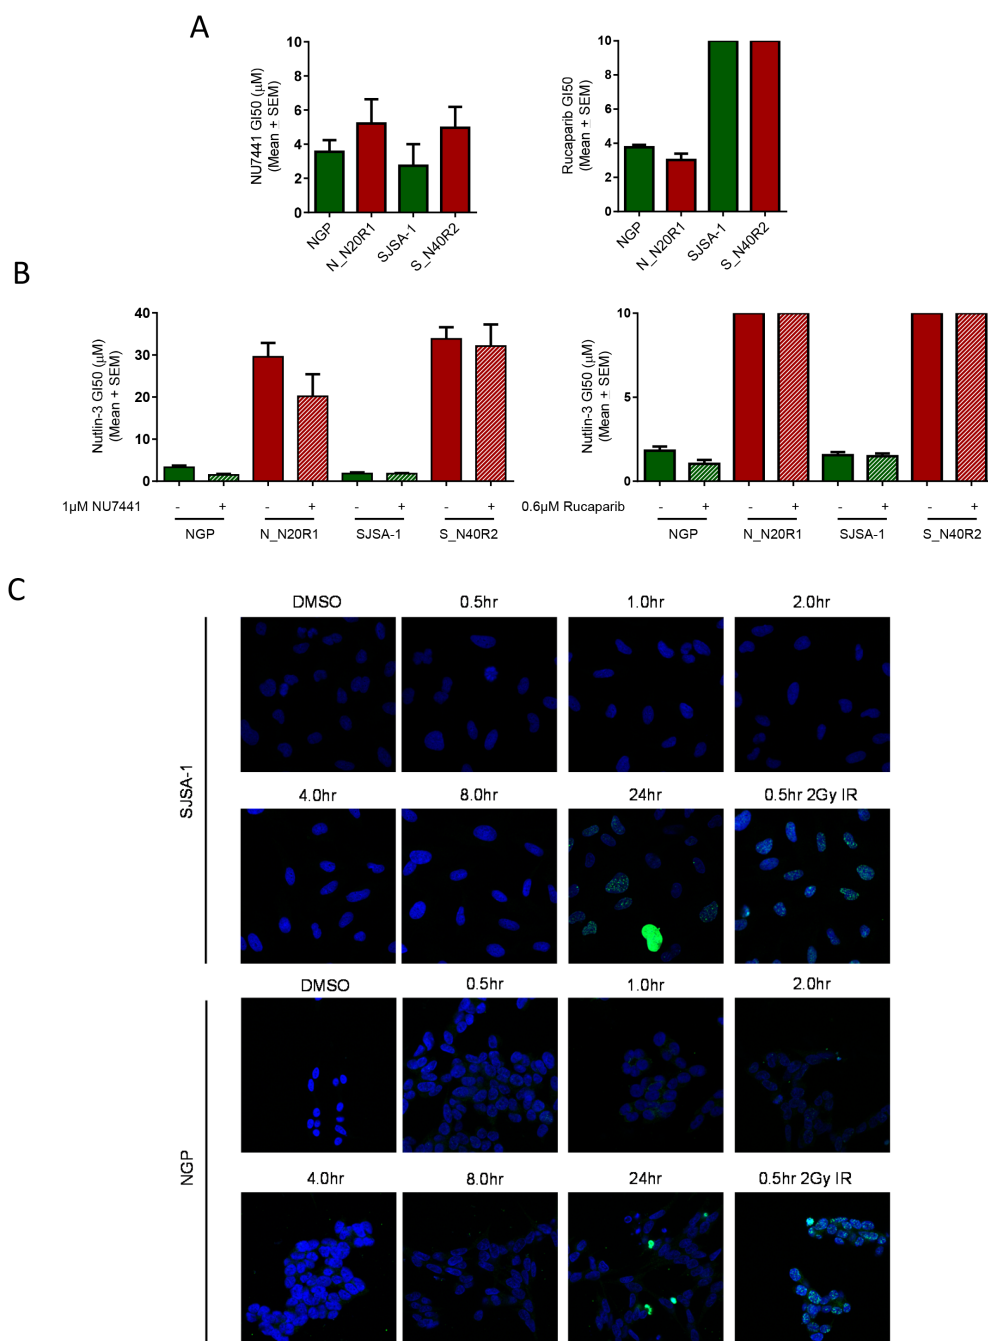 A
NU7441 GI50 (μM)
(Mean + SEM)
10
8
6
4
2
0
NGP
N_N20R1
SJSA-1
S_N40R2
Rucaparib GI50
(Mean ± SEM)
10
8
6
4
2
0
NGP
N_N20R1
SJSA-1
S_N40R2
B
Nutlin-3 GI50 (μM)
(Mean + SEM)
40
30
20
10
0
1μM NU7441 - + - + - + - +
NGP N_N20R1 SJSA-1 S_N40R2
Nutlin-3 GI50 (μM)
(Mean ± SEM)
10
5
0
0.6μM Rucaparib - + - + - + - +
NGP N_N20R1 SJSA-1 S_N40R2
C
SJSA-1
DMSO 0.5hr 1.0hr 2.0hr
4.0hr 8.0hr 24hr 0.5hr 2Gy IR
NGP
DMSO 0.5hr 1.0hr 2.0hr
4.0hr 8.0hr 24hr 0.5hr 2Gy IR